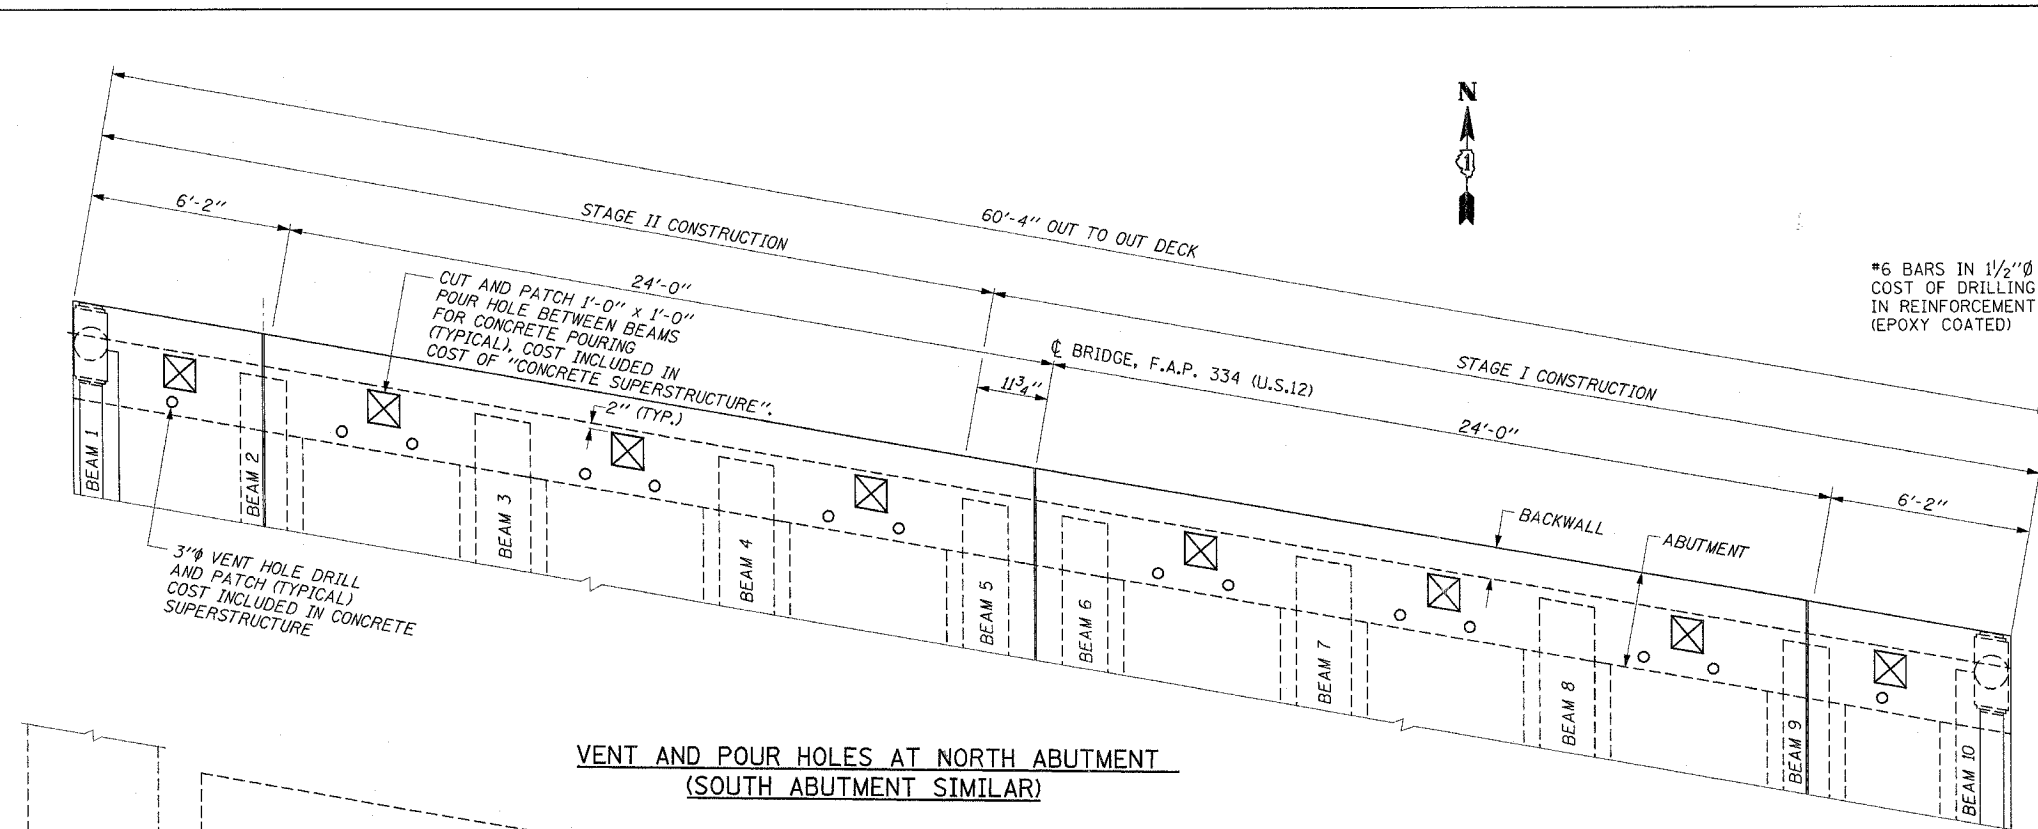 N
1
60'-4" OUT TO OUT DECK
6'-2"
STAGE II CONSTRUCTION
24'-0"
CUT AND PATCH 1'-0" x 1'-0"
POUR HOLE BETWEEN BEAMS
FOR CONCRETE POURING
(TYPICAL). COST INCLUDED IN
COST OF "CONCRETE SUPERSTRUCTURE".
2" (TYP.)
11 3/4"
℄ BRIDGE, F.A.P. 334 (U.S.12)
STAGE I CONSTRUCTION
24'-0"
6'-2"
#6 BARS IN 1 1/2"Ø
COST OF DRILLING
IN REINFORCEMENT
(EPOXY COATED)
BACKWALL
ABUTMENT
BEAM 1
BEAM 2
BEAM 3
BEAM 4
BEAM 5
BEAM 6
BEAM 7
BEAM 8
BEAM 9
BEAM 10
3"Ø VENT HOLE DRILL
AND PATCH (TYPICAL)
COST INCLUDED IN CONCRETE
SUPERSTRUCTURE
VENT AND POUR HOLES AT NORTH ABUTMENT
(SOUTH ABUTMENT SIMILAR)